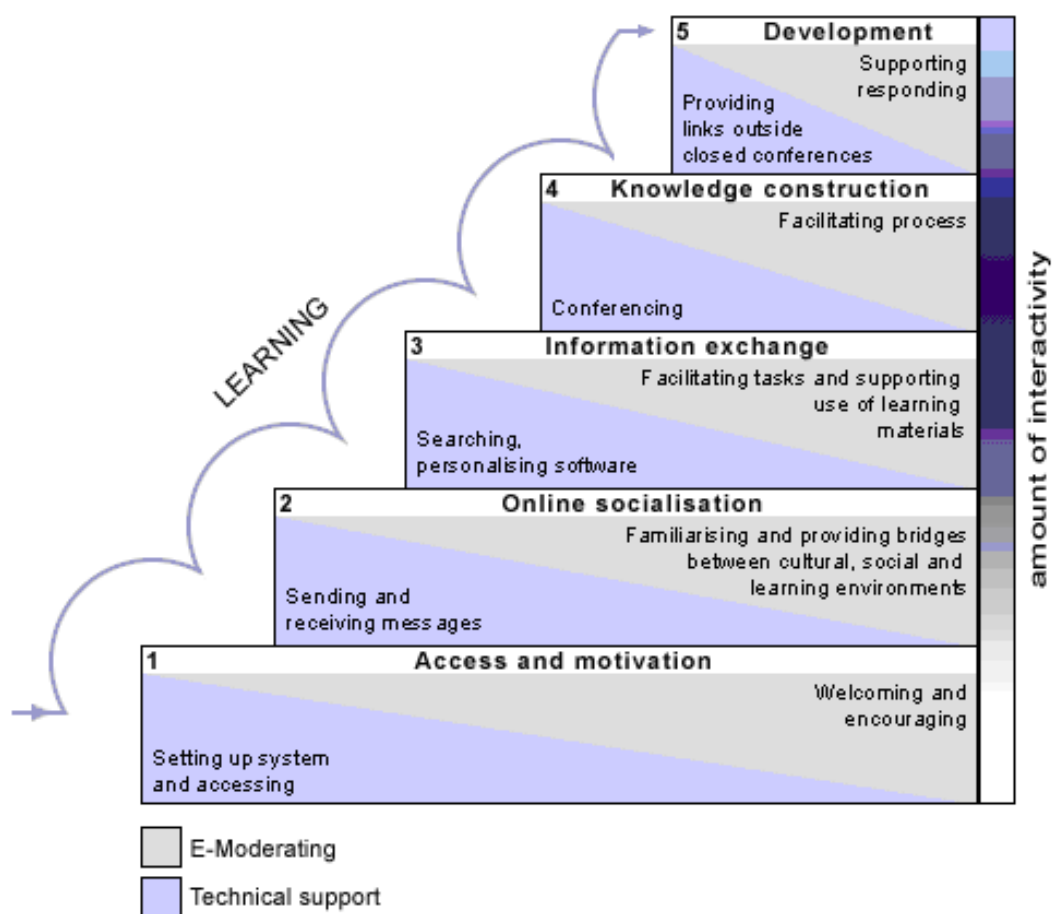 5 Development
Supporting
responding
Providing
links outside
closed conferences
4 Knowledge construction
Facilitating process
Conferencing
3 Information exchange
Facilitating tasks and supporting
use of learning
materials
Searching,
personalising software
2 Online socialisation
Familiarising and providing bridges
between cultural, social and
learning environments
Sending and
receiving messages
1 Access and motivation
Welcoming and
encouraging
Setting up system
and accessing
LEARNING
amount of interactivity
E-Moderating
Technical support